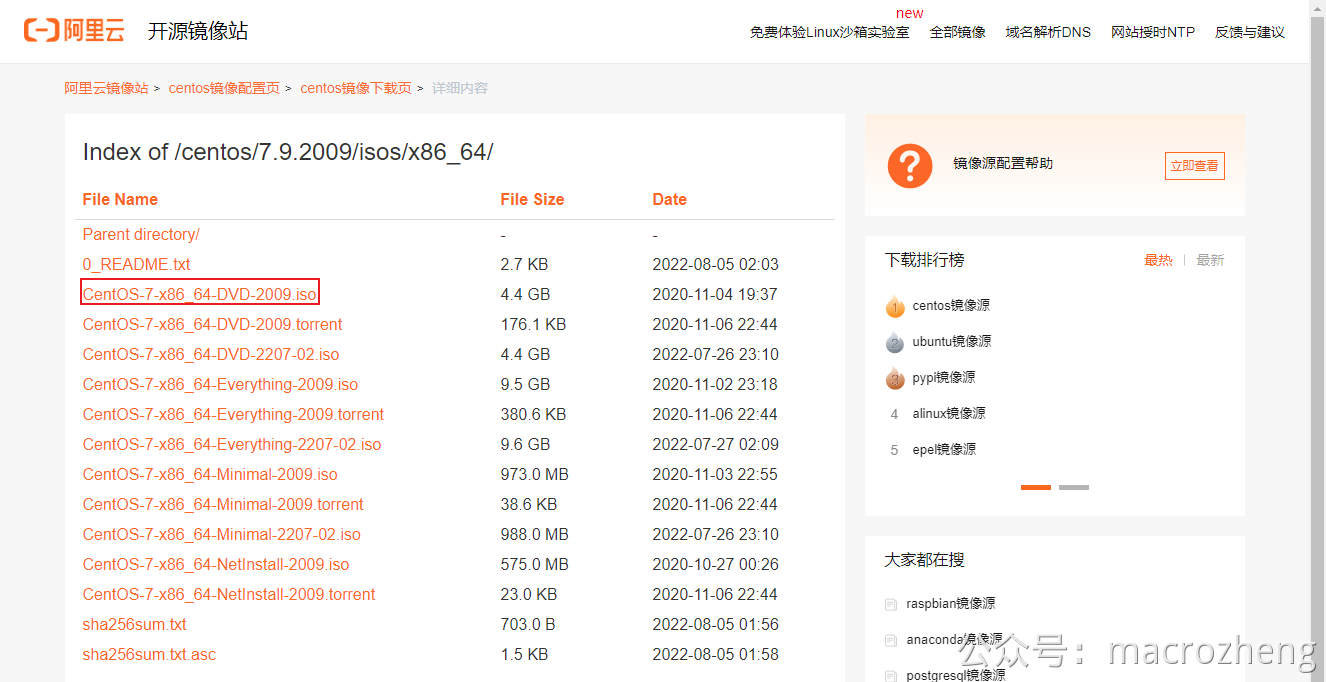 阿里云 开源镜像站
new
免费体验Linux沙箱实验室 全部镜像 域名解析DNS 网站授时NTP 反馈与建议
阿里云镜像站 > centos镜像配置页 > centos镜像下载页 > 详细内容
Index of /centos/7.9.2009/isos/x86_64/
File Name File Size Date
Parent directory/ - -
0_README.txt 2.7 KB 2022-08-05 02:03
CentOS-7-x86_64-DVD-2009.iso 4.4 GB 2020-11-04 19:37
CentOS-7-x86_64-DVD-2009.torrent 176.1 KB 2020-11-06 22:44
CentOS-7-x86_64-DVD-2207-02.iso 4.4 GB 2022-07-26 23:10
CentOS-7-x86_64-Everything-2009.iso 9.5 GB 2020-11-02 23:18
CentOS-7-x86_64-Everything-2009.torrent 380.6 KB 2020-11-06 22:44
CentOS-7-x86_64-Everything-2207-02.iso 9.6 GB 2022-07-27 02:09
CentOS-7-x86_64-Minimal-2009.iso 973.0 MB 2020-11-03 22:55
CentOS-7-x86_64-Minimal-2009.torrent 38.6 KB 2020-11-06 22:44
CentOS-7-x86_64-Minimal-2207-02.iso 988.0 MB 2022-07-26 23:10
CentOS-7-x86_64-NetInstall-2009.iso 575.0 MB 2020-10-27 00:26
CentOS-7-x86_64-NetInstall-2009.torrent 23.0 KB 2020-11-06 22:44
sha256sum.txt 703.0 B 2022-08-05 01:56
sha256sum.txt.asc 1.5 KB 2022-08-05 01:58
? 镜像源配置帮助 立即查看
下载排行榜 最热 | 最新
1 centos镜像源
2 ubuntu镜像源
3 pypi镜像源
4 alinux镜像源
5 epel镜像源
大家都在搜
raspbian镜像源
anaconda镜像源
postgresql镜像源
公众号：macrozheng